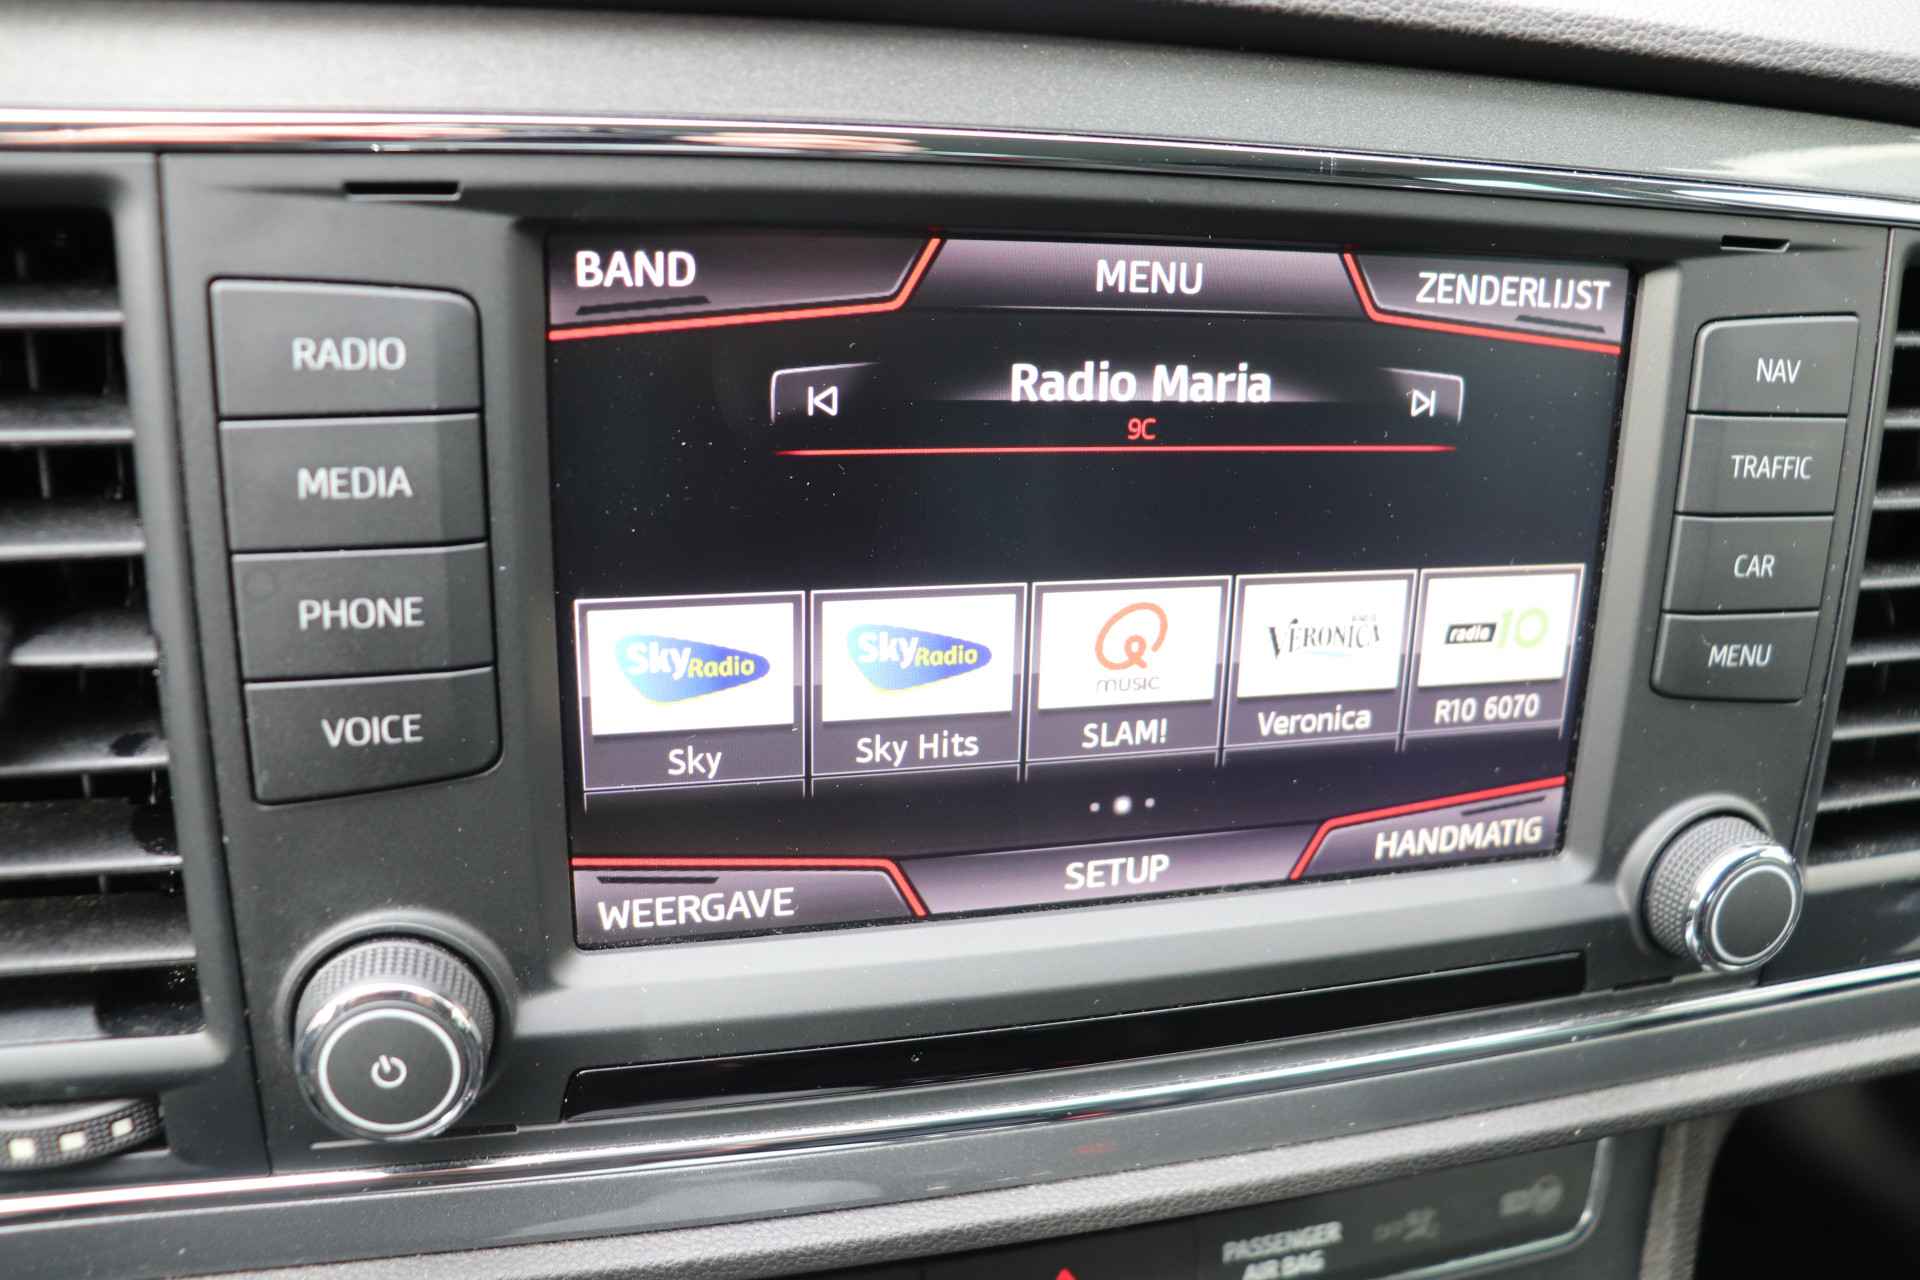 BAND
MENU
ZENDERLIJST
RADIO
MEDIA
PHONE
VOICE
Radio Maria
9C
Sky Radio
Sky
Sky Radio
Sky Hits
Q
music
SLAM!
VERONICA
Veronica
radio 10
R10 6070
WEERGAVE
SETUP
HANDMATIG
NAV
TRAFFIC
CAR
MENU
PASSENGER
AIR BAG